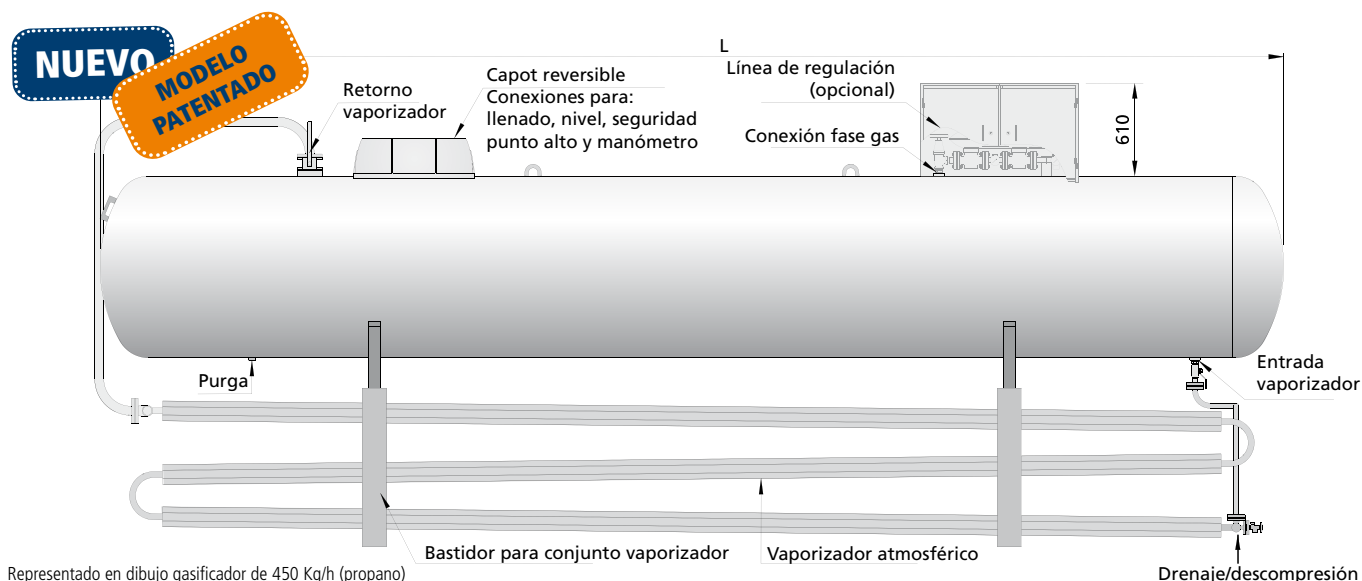 NUEVO
MODELO
PATENTADO
L
Retorno
vaporizador
Capot reversible
Conexiones para:
llenado, nivel, seguridad
punto alto y manómetro
Línea de regulación
(opcional)
Conexión fase gas
610
Purga
Entrada
vaporizador
Bastidor para conjunto vaporizador
Vaporizador atmosférico
Drenaje/descompresión
Representado en dibujo gasificador de 450 Kg/h (propano)